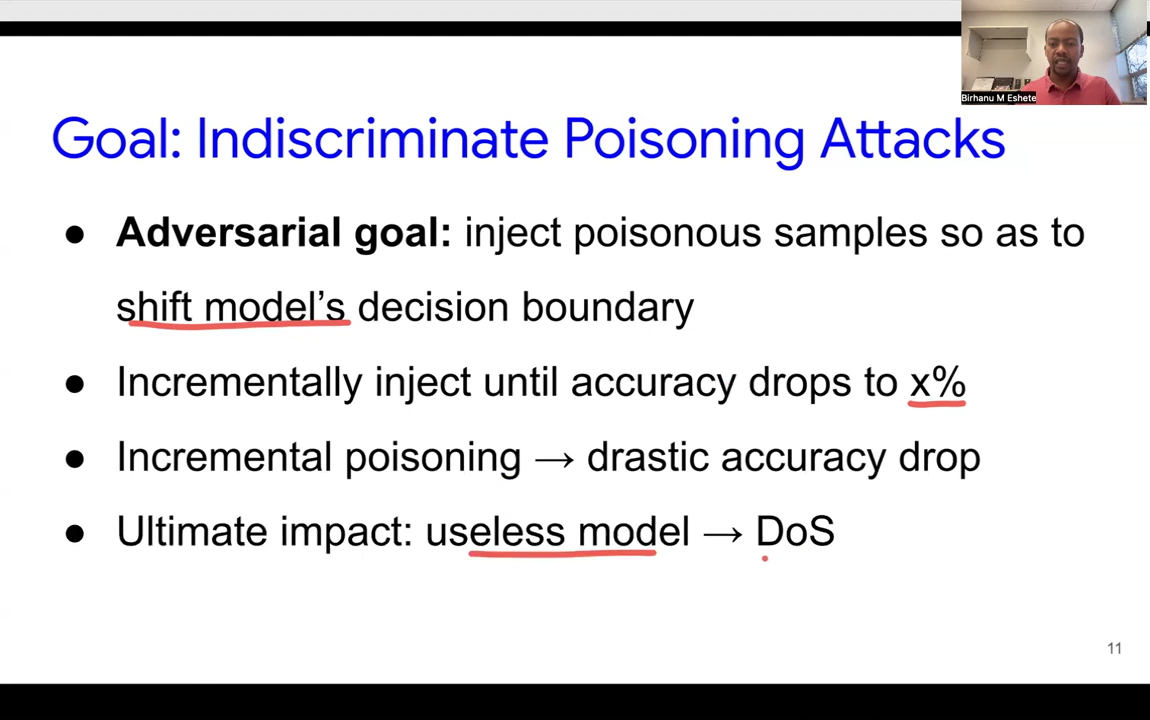 Birhanu M Eshete
Goal: Indiscriminate Poisoning Attacks
● Adversarial goal: inject poisonous samples so as to
shift model's decision boundary
● Incrementally inject until accuracy drops to x%
● Incremental poisoning → drastic accuracy drop
● Ultimate impact: useless model → DoS
11